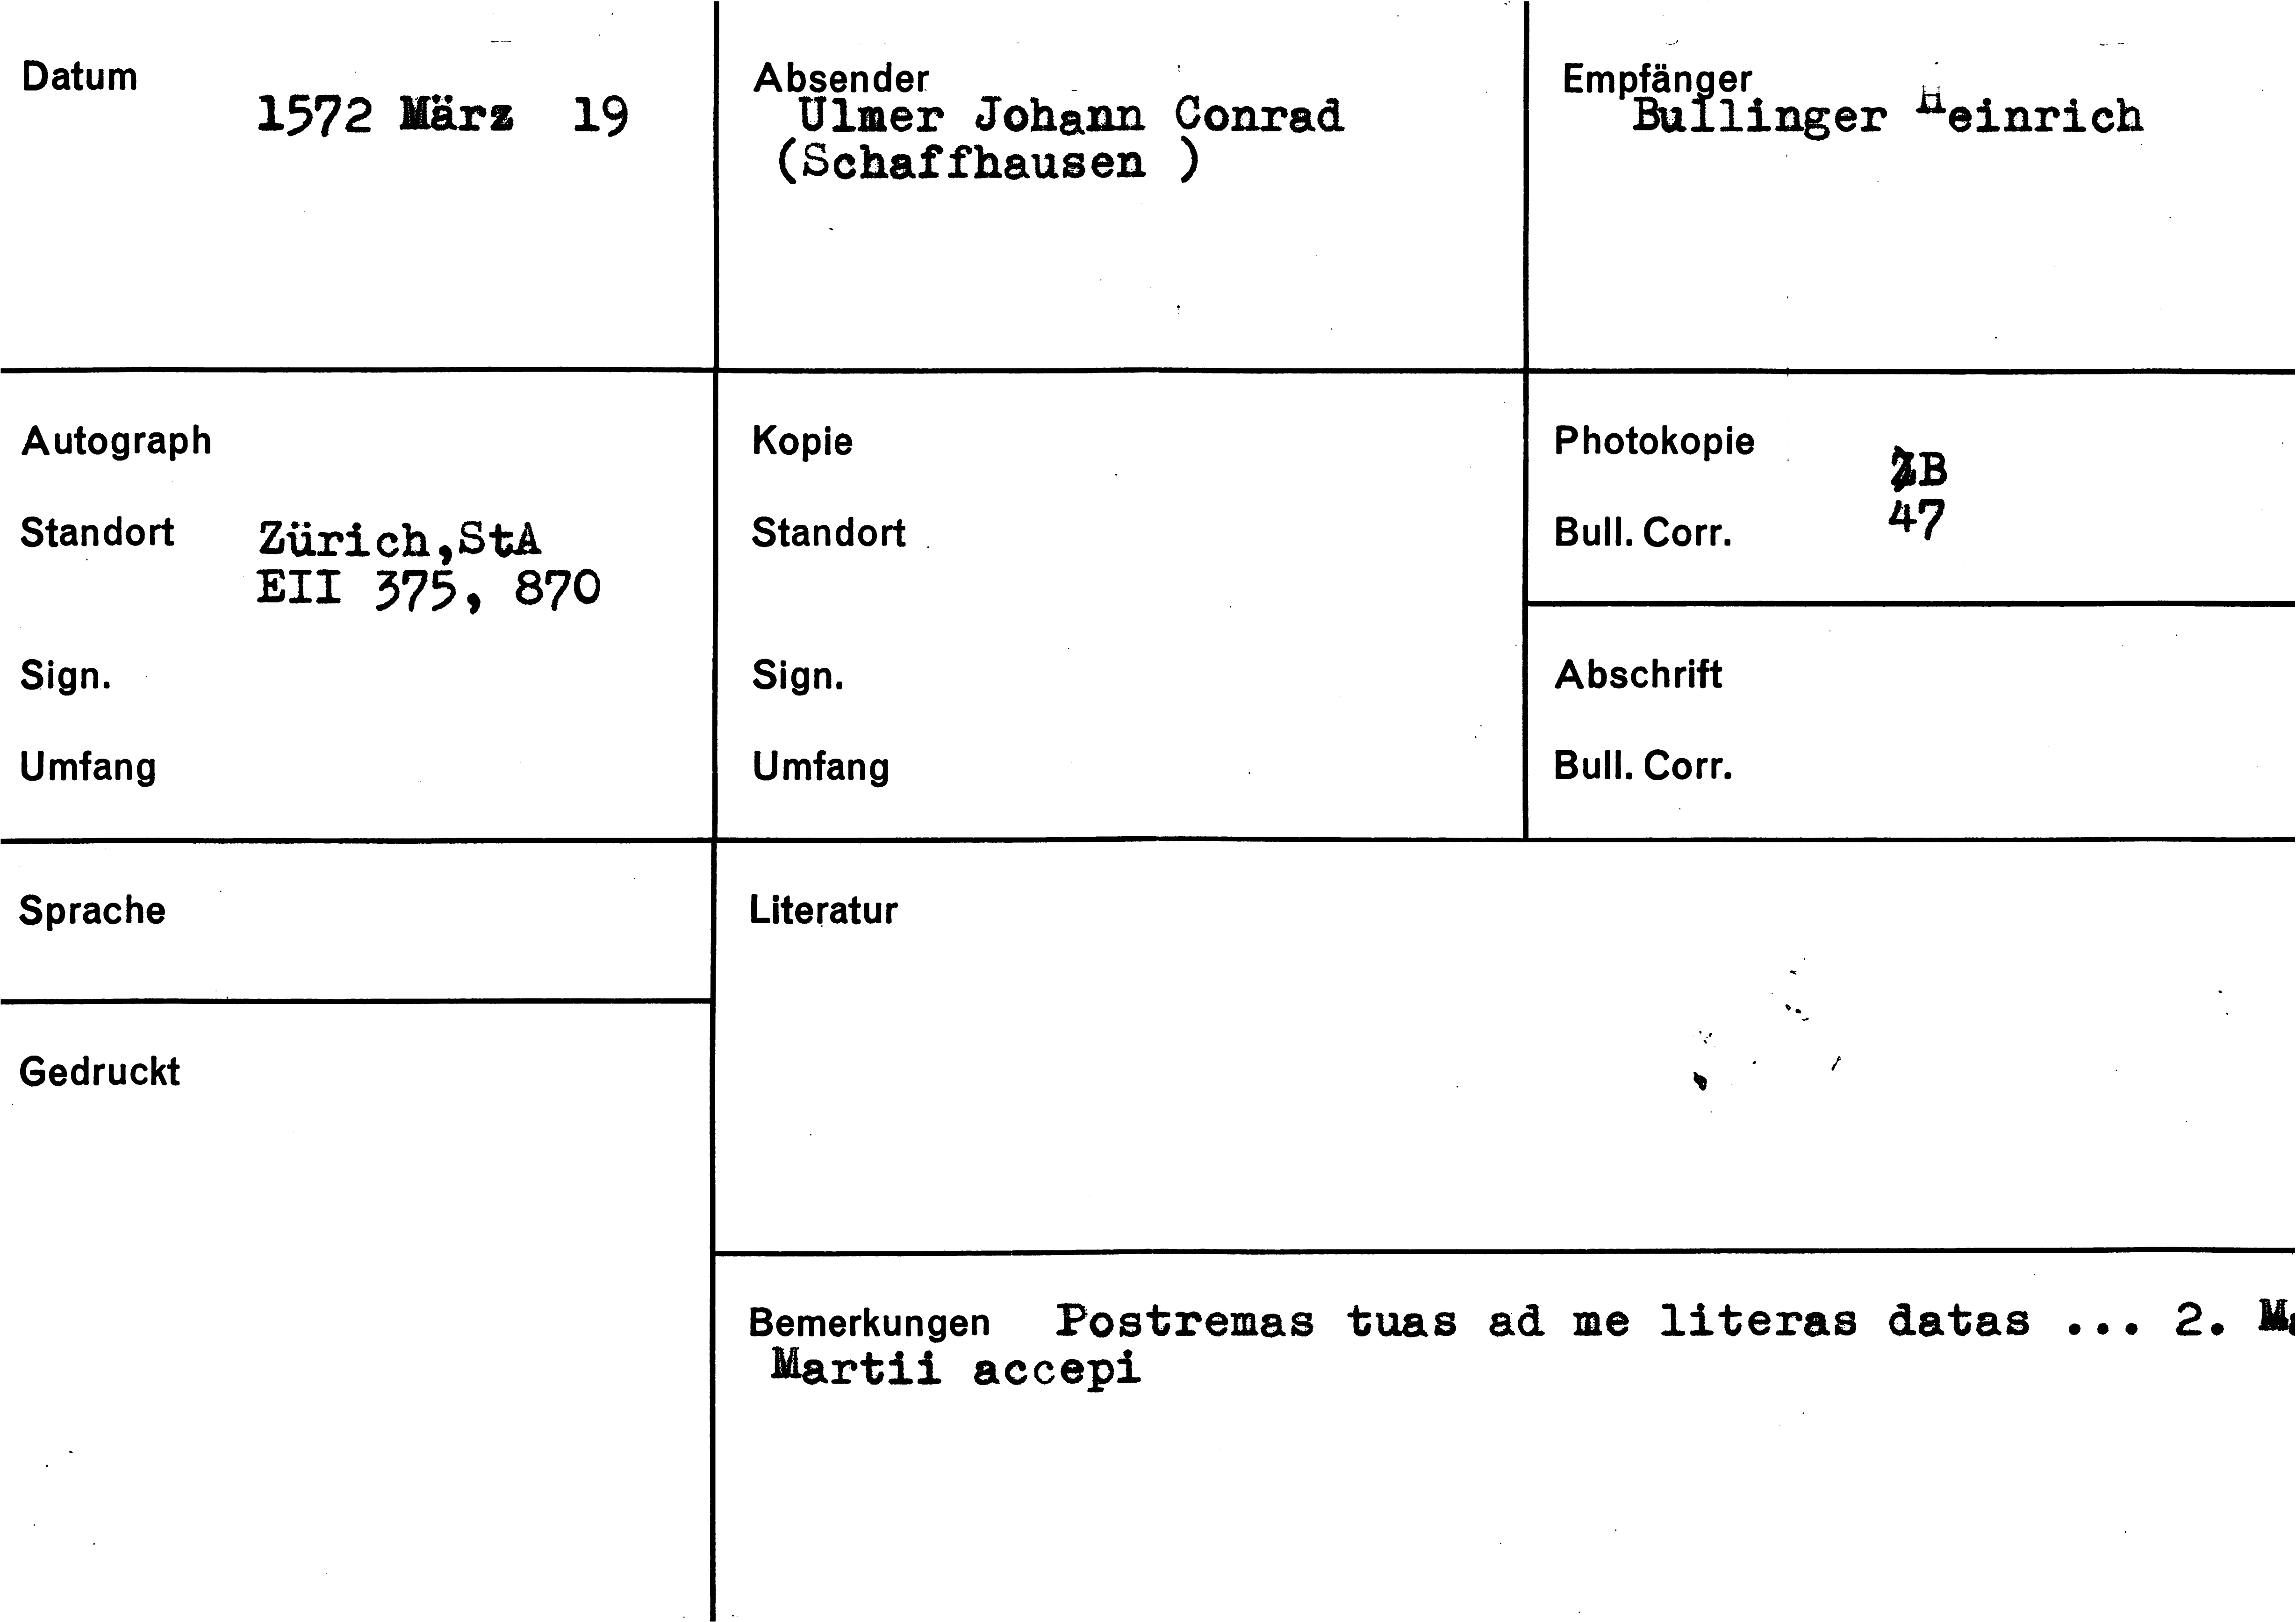 Datum
1572 März 19
Absender
Ulmer Johann Conrad
(Schaffhausen )
Empfänger
Bullinger Heinrich
Autograph
Standort Zürich,StA
EII 375, 870
Sign.
Umfang
Kopie
Standort
Sign.
Umfang
Photokopie
ZB
Bull. Corr. 47
Abschrift
Bull. Corr.
Sprache
Gedruckt
Literatur
Bemerkungen Postremas tuas ad me literas datas ... 2. Ma
Martii accepi